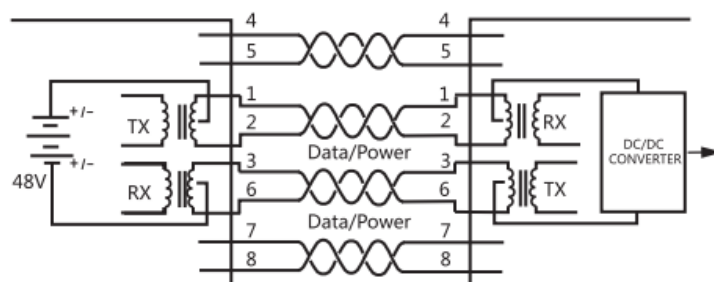 4 4
5 5
1 1
+/- TX 2 2 RX
Data/Power
DC/DC
CONVERTER
+/- 3 3
48V RX 6 6 TX
Data/Power
7 7
8 8